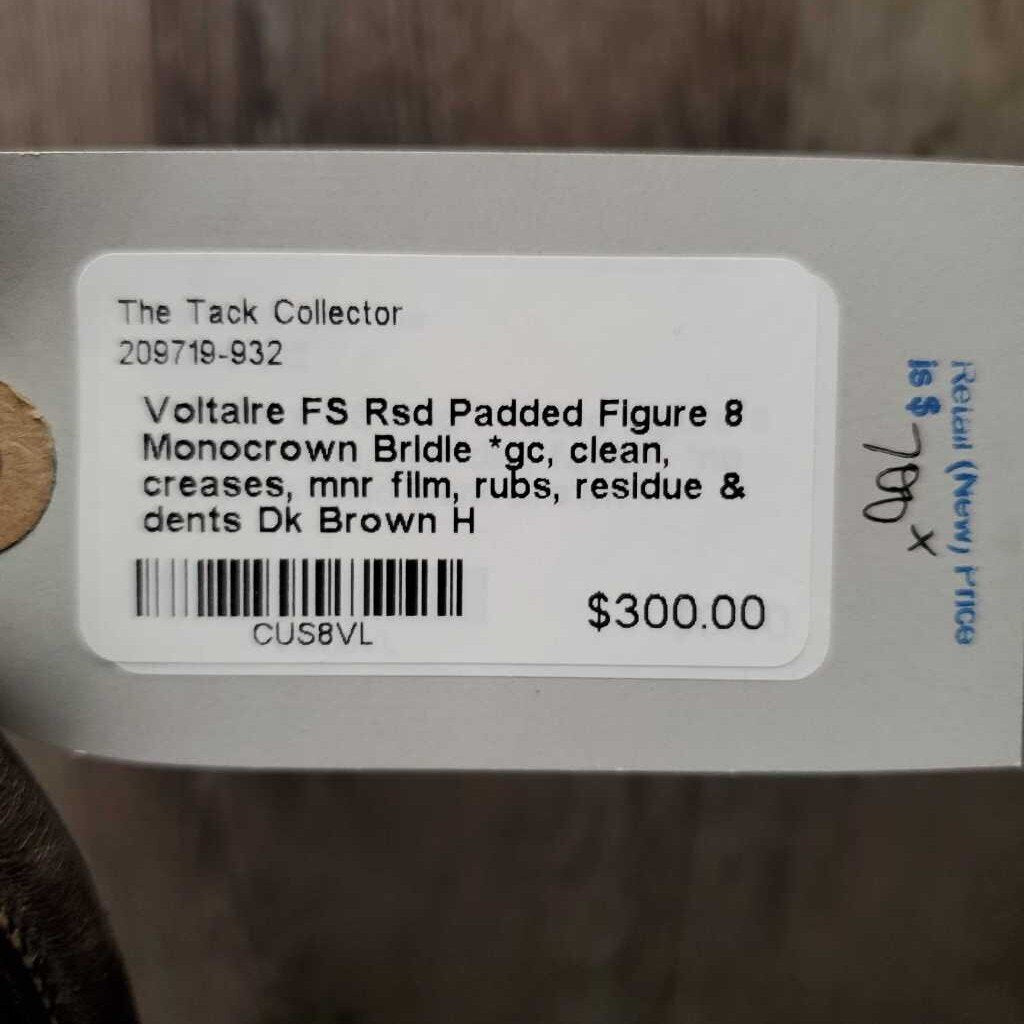 The Tack Collector
209719-932
Voltaire FS Rsd Padded Figure 8
Monocrown Bridle *gc, clean,
creases, mnr film, rubs, residue &
dents Dk Brown H
CUS8VL
$300.00
Retail (New) Price
is $ 700 x